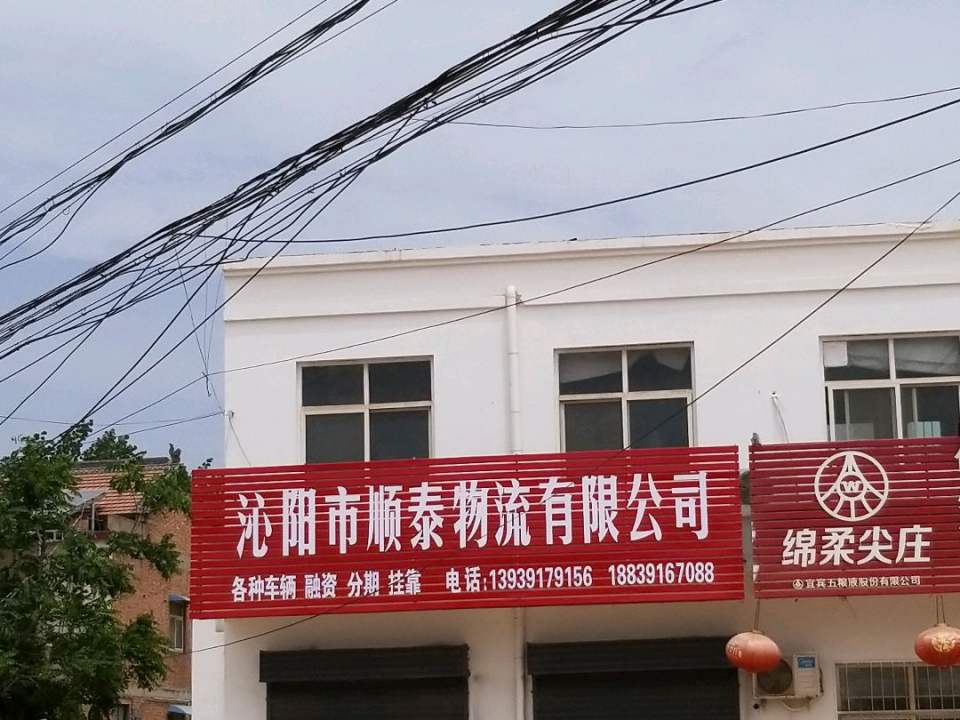 沁阳市顺泰物流有限公司
各种车辆 融资 分期 挂靠 电话:13939179156 18839167088
绵柔尖庄
宜宾五粮液股份有限公司